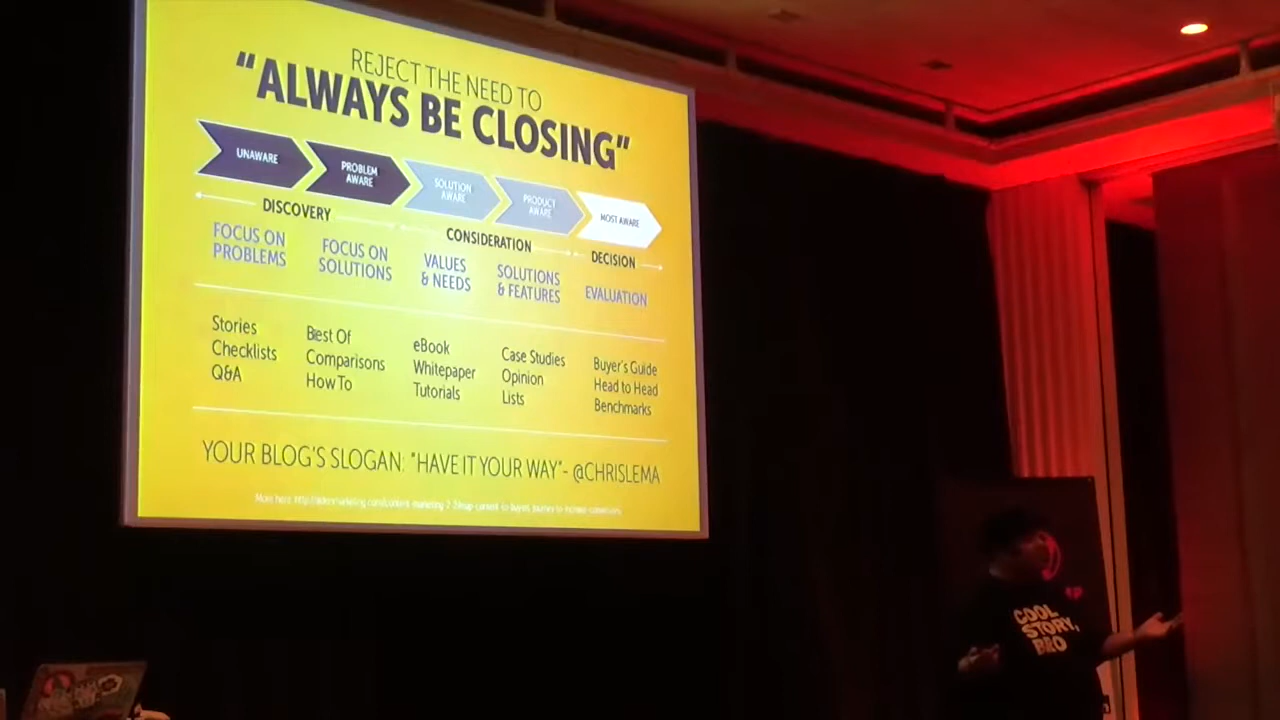 REJECT THE NEED TO
“ALWAYS BE CLOSING”
UNAWARE
PROBLEM
AWARE
SOLUTION
AWARE
PRODUCT
AWARE
MOST AWARE
DISCOVERY
CONSIDERATION
DECISION
FOCUS ON
PROBLEMS
FOCUS ON
SOLUTIONS
VALUES
& NEEDS
SOLUTIONS
& FEATURES
EVALUATION
Stories
Checklists
Q&A
Best Of
Comparisons
How To
eBook
Whitepaper
Tutorials
Case Studies
Opinion
Lists
Buyer's Guide
Head to Head
Benchmarks
YOUR BLOG'S SLOGAN: "HAVE IT YOUR WAY"- @CHRISLEMA
More here:
COOL
STORY,
BRO